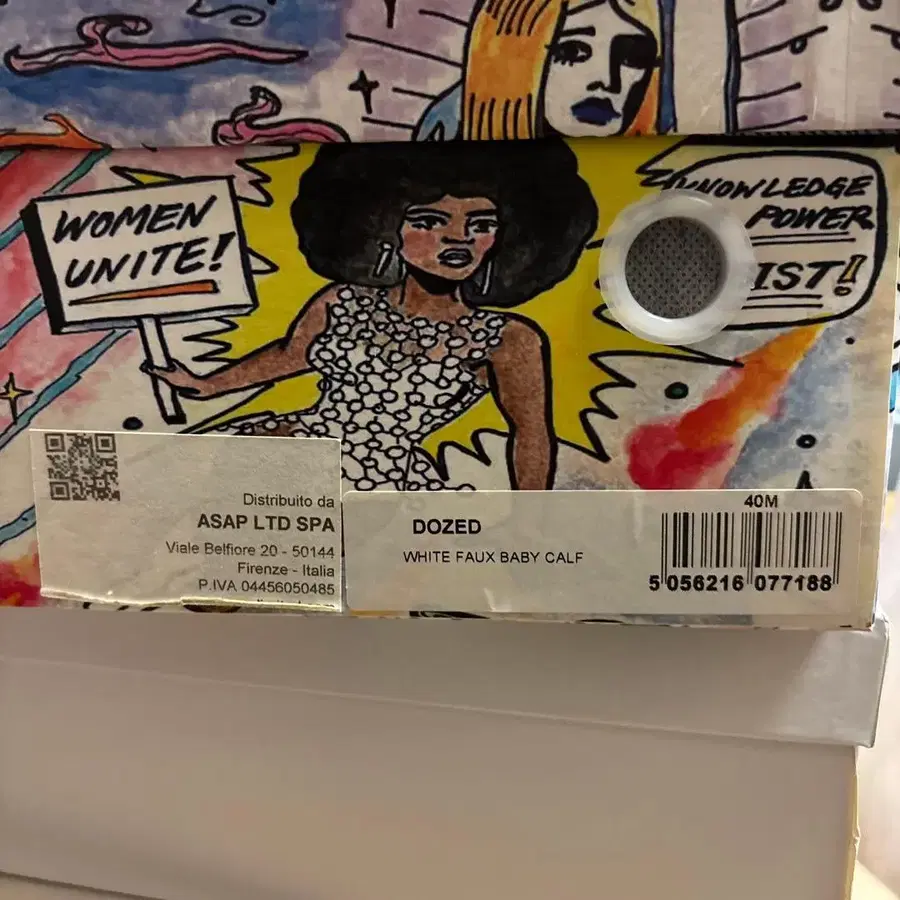 WOMEN
UNITE!
KNOWLEDGE
POWER
IST!
Distribuito da
ASAP LTD SPA
Viale Belfiore 20 - 50144
Firenze - Italia
P.IVA 04456050485
40M
DOZED
WHITE FAUX BABY CALF
5 056216 077188